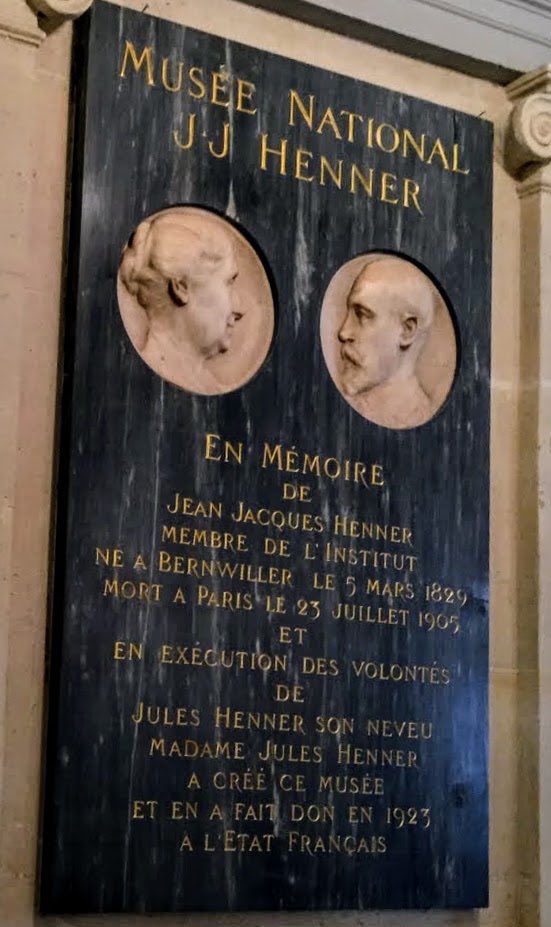 MUSÉE NATIONAL
J·J HENNER
EN MÉMOIRE
DE
JEAN JACQUES HENNER
MEMBRE DE L'INSTITUT
NÉ A BERNWILLER LE 5 MARS 1829
MORT A PARIS LE 23 JUILLET 1905
ET
EN EXÉCUTION DES VOLONTÉS
DE
JULES HENNER SON NEVEU
MADAME JULES HENNER
A CRÉÉ CE MUSÉE
ET EN A FAIT DON EN 1923
A L'ETAT FRANÇAIS